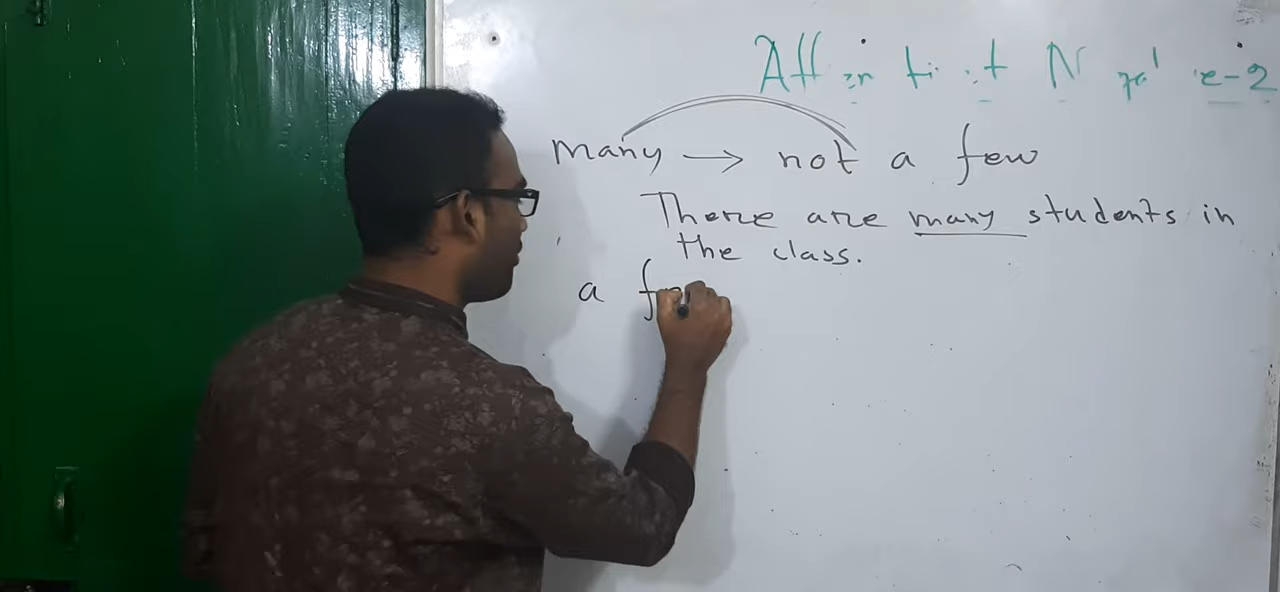 many → not a few
There are many students in
the class.
a